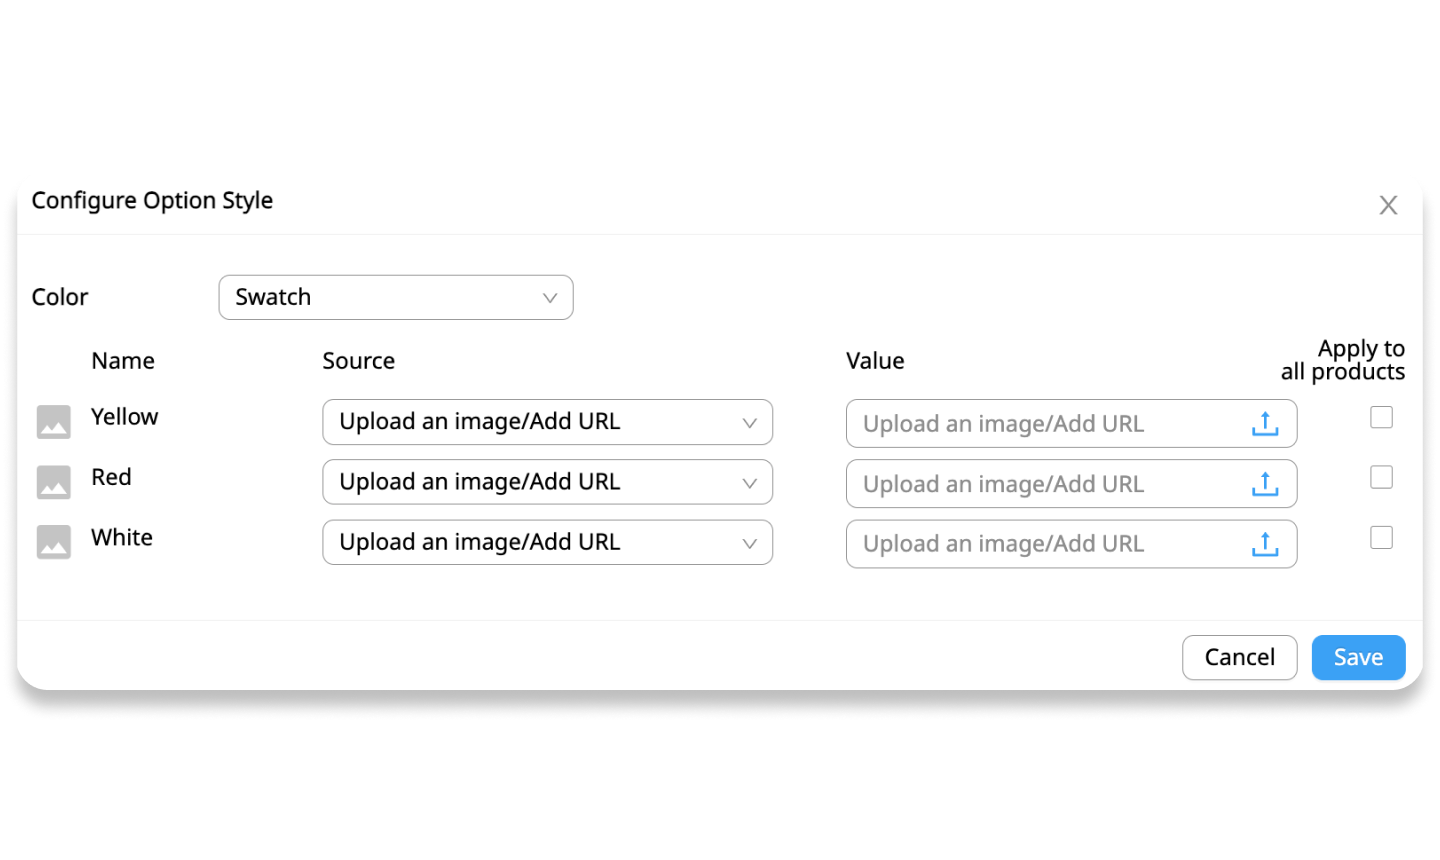 Configure Option Style
X
Color
Swatch
Name
Source
Value
Apply to
all products
Yellow
Upload an image/Add URL
Upload an image/Add URL
Red
Upload an image/Add URL
Upload an image/Add URL
White
Upload an image/Add URL
Upload an image/Add URL
Cancel
Save